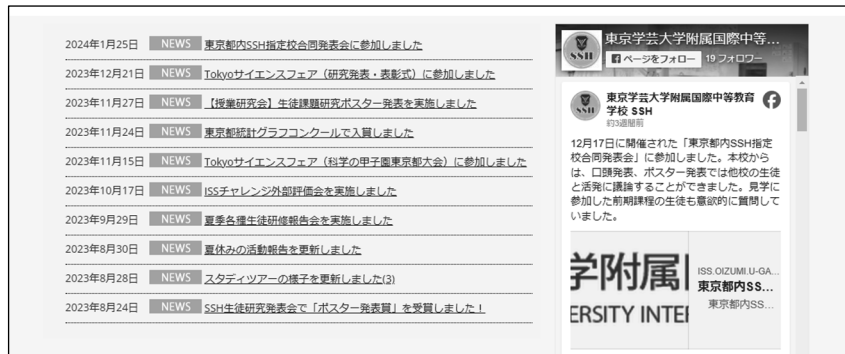 2024年1月25日 NEWS 東京都内SSH指定校合同発表会に参加しました
2023年12月21日 NEWS Tokyoサイエンスフェア（研究発表・表彰式）に参加しました
2023年11月27日 NEWS 【授業研究会】生徒課題研究ポスター発表を実施しました
2023年11月24日 NEWS 東京都統計グラフコンクールで入賞しました
2023年11月15日 NEWS Tokyoサイエンスフェア（科学の甲子園東京都大会）に参加しました
2023年10月17日 NEWS ISSチャレンジ外部評価会を実施しました
2023年9月29日 NEWS 夏季各種生徒研修報告会を実施しました
2023年8月30日 NEWS 夏休みの活動報告を更新しました
2023年8月28日 NEWS スタディツアーの様子を更新しました(3)
2023年8月24日 NEWS SSH生徒研究発表会で「ポスター発表賞」を受賞しました！
SSH
東京学芸大学附属国際中等...
ページをフォロー 19 フォロワー
SSH
東京学芸大学附属国際中等教育
学校 SSH
約3週間前
12月17日に開催された「東京都内SSH指定
校合同発表会」に参加しました。本校から
は、口頭発表、ポスター発表では他校の生徒
と活発に議論することができました。見学に
参加した前期課程の生徒も意欲的に質問して
いました。
学附属
ERSITY INTE
ISS.OIZUMI.U-GA...
東京都内SS...
東京都内SS...